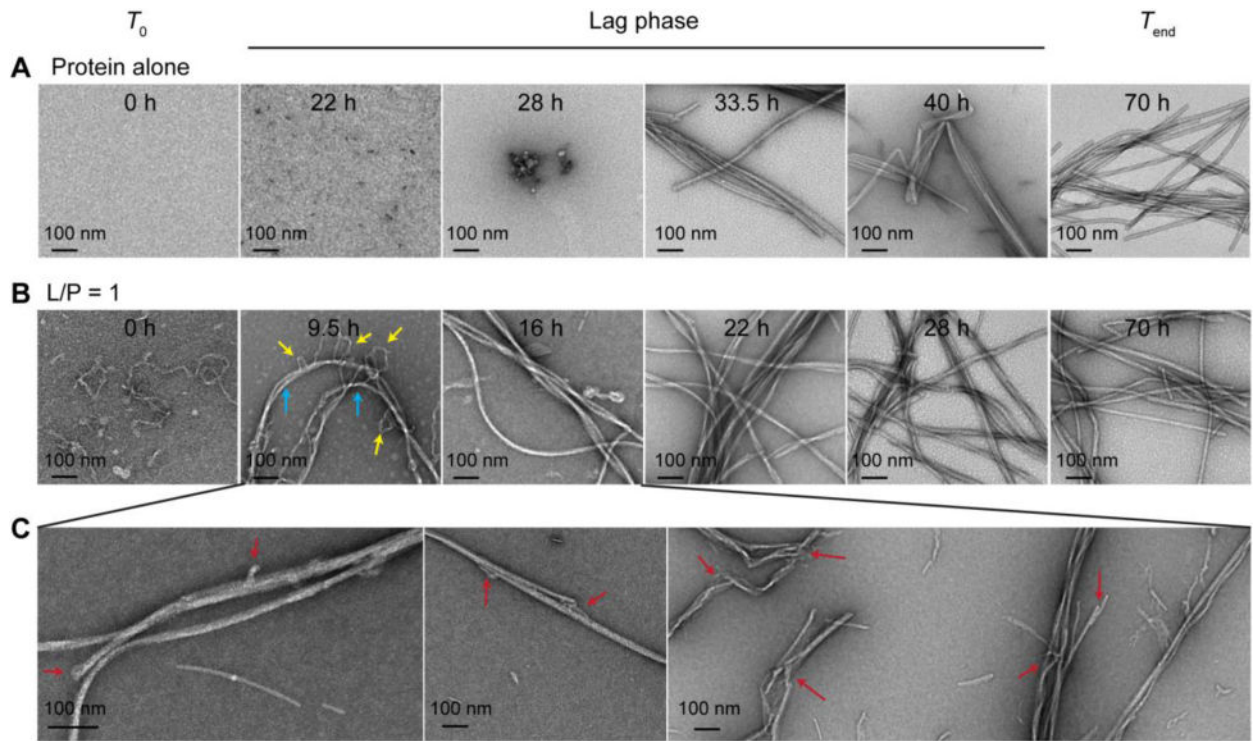 T0 Lag phase Tend
A Protein alone
0 h 22 h 28 h 33.5 h 40 h 70 h
100 nm 100 nm 100 nm 100 nm 100 nm 100 nm
B L/P = 1
0 h 9.5 h 16 h 22 h 28 h 70 h
100 nm 100 nm 100 nm 100 nm 100 nm 100 nm
C
100 nm 100 nm 100 nm